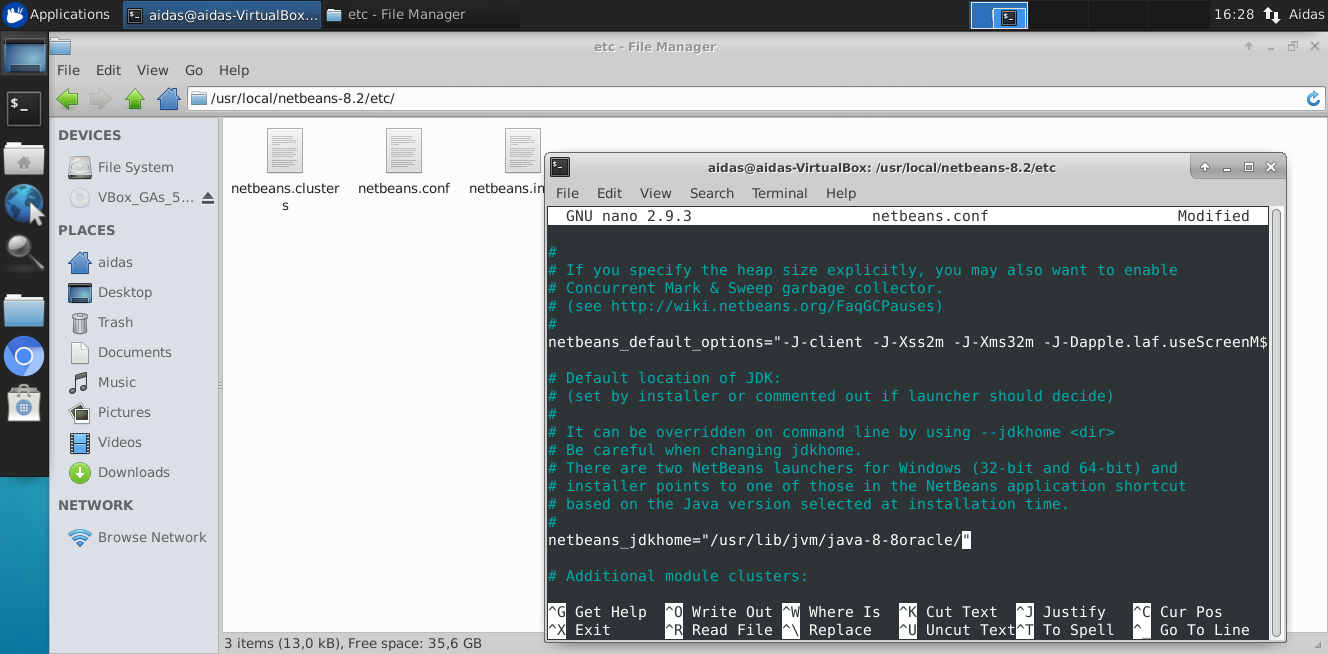 Applications
aidas@aidas-VirtualBox...
etc - File Manager
16:28
Aidas
etc - File Manager
File Edit View Go Help
/usr/local/netbeans-8.2/etc/
DEVICES
File System
VBox_GAs_5...
PLACES
aidas
Desktop
Trash
Documents
Music
Pictures
Videos
Downloads
NETWORK
Browse Network
netbeans.cluster
s
netbeans.conf
netbeans.in
3 items (13,0 kB), Free space: 35,6 GB
aidas@aidas-VirtualBox: /usr/local/netbeans-8.2/etc
File Edit View Search Terminal Help
GNU nano 2.9.3 netbeans.conf Modified
#
# If you specify the heap size explicitly, you may also want to enable
# Concurrent Mark & Sweep garbage collector.
# (see http://wiki.netbeans.org/FaqGCPauses)
#
netbeans_default_options="-J-client -J-Xss2m -J-Xms32m -J-Dapple.laf.useScreenM$
# Default location of JDK:
# (set by installer or commented out if launcher should decide)
#
# It can be overridden on command line by using --jdkhome <dir>
# Be careful when changing jdkhome.
# There are two NetBeans launchers for Windows (32-bit and 64-bit) and
# installer points to one of those in the NetBeans application shortcut
# based on the Java version selected at installation time.
#
netbeans_jdkhome="/usr/lib/jvm/java-8-8oracle/"
# Additional module clusters:
^G Get Help ^O Write Out ^W Where Is ^K Cut Text ^J Justify ^C Cur Pos
^X Exit ^R Read File ^\ Replace ^U Uncut Text ^T To Spell ^_ Go To Line